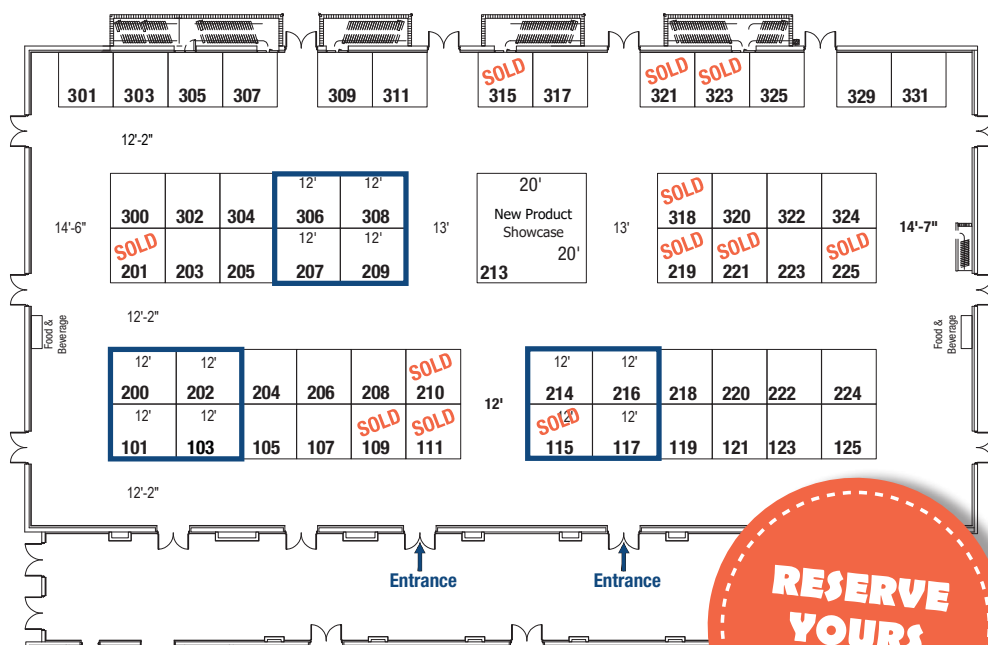 SOLD SOLD SOLD
301 303 305 307 309 311 315 317 321 323 325 329 331
12'-2"
12' 12' 20' SOLD
300 302 304 306 308 New Product 318 320 322 324
Showcase
14'-6" 13' 13' 14'-7"
SOLD 12' 12' 20' SOLD SOLD SOLD
201 203 205 207 209 213 219 221 223 225
12'-2"
Food &
Beverage
Food &
Beverage
12' 12' SOLD 12' 12'
200 202 204 206 208 210 214 216 218 220 222 224
12'
12' 12' SOLD SOLD SOLD 12' 12'
101 103 105 107 109 111 115 117 119 121 123 125
12'-2"
Entrance Entrance
RESERVE
YOURS